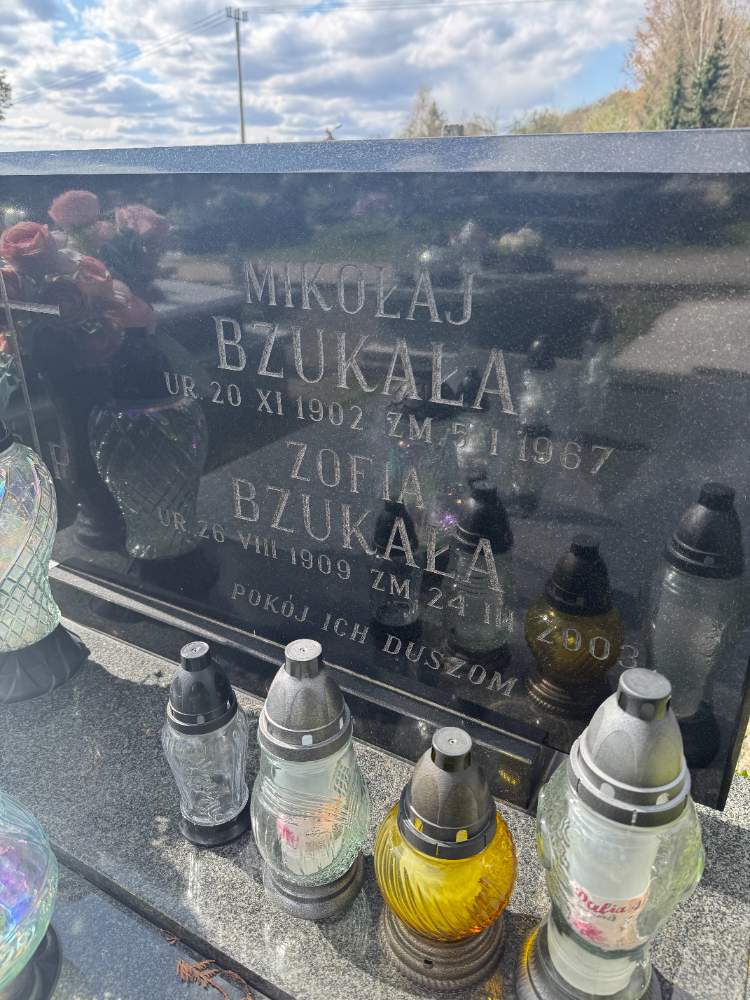 MIKOŁAJ
BZUKAŁA
UR. 20 XI 1902 ZM 5 I 1967
ZOFIA
BZUKAŁA
UR. 26 VIII 1909 ZM 24 III 2003
POKÓJ ICH DUSZOM
P
Dalia